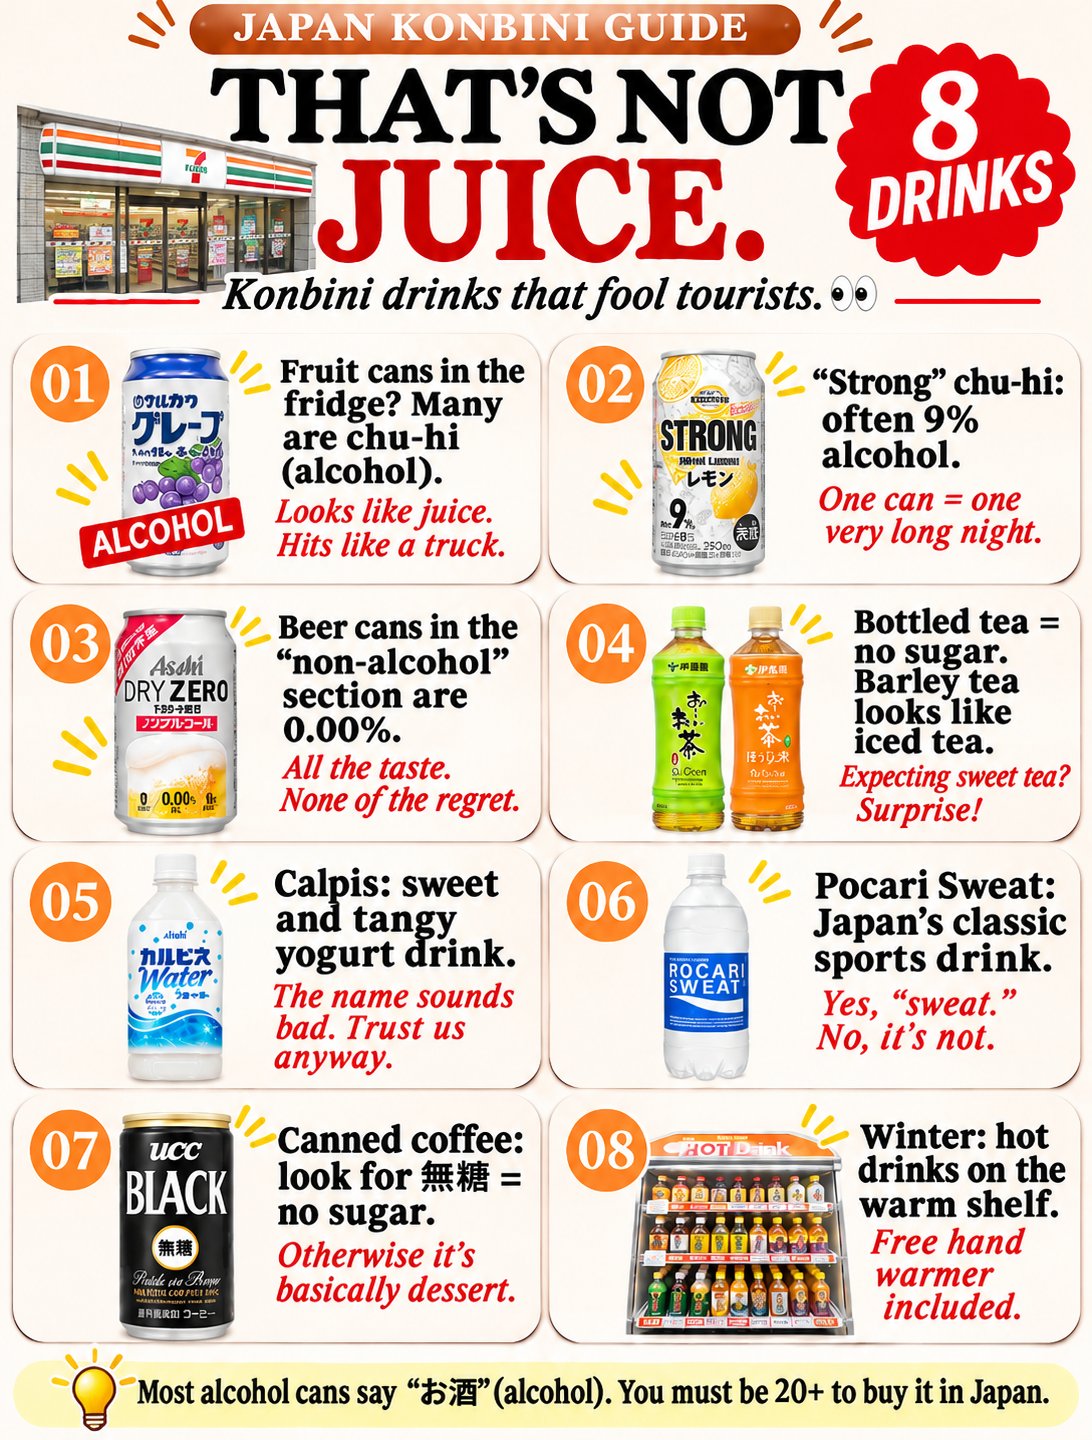 JAPAN KONBINI GUIDE
THAT'S NOT
JUICE.
8
DRINKS
Konbini drinks that fool tourists.
01
グレープ
ALCOHOL
Fruit cans in the
fridge? Many
are chu-hi
(alcohol).
Looks like juice.
Hits like a truck.
02
STRONG
レモン
9%
"Strong" chu-hi:
often 9%
alcohol.
One can = one
very long night.
03
Asahi
DRY ZERO
0.00%
Beer cans in the
"non-alcohol"
section are
0.00%.
All the taste.
None of the regret.
04
お~いお茶
Bottled tea =
no sugar.
Barley tea
looks like
iced tea.
Expecting sweet tea?
Surprise!
05
カルピス
Water
Calpis: sweet
and tangy
yogurt drink.
The name sounds
bad. Trust us
anyway.
06
ROCARI
SWEAT
Pocari Sweat:
Japan's classic
sports drink.
Yes, "sweat."
No, it's not.
07
UCC
BLACK
無糖
Canned coffee:
look for 無糖 =
no sugar.
Otherwise it's
basically dessert.
08
HOT Drink
Winter: hot
drinks on the
warm shelf.
Free hand
warmer
included.
Most alcohol cans say "お酒" (alcohol). You must be 20+ to buy it in Japan.